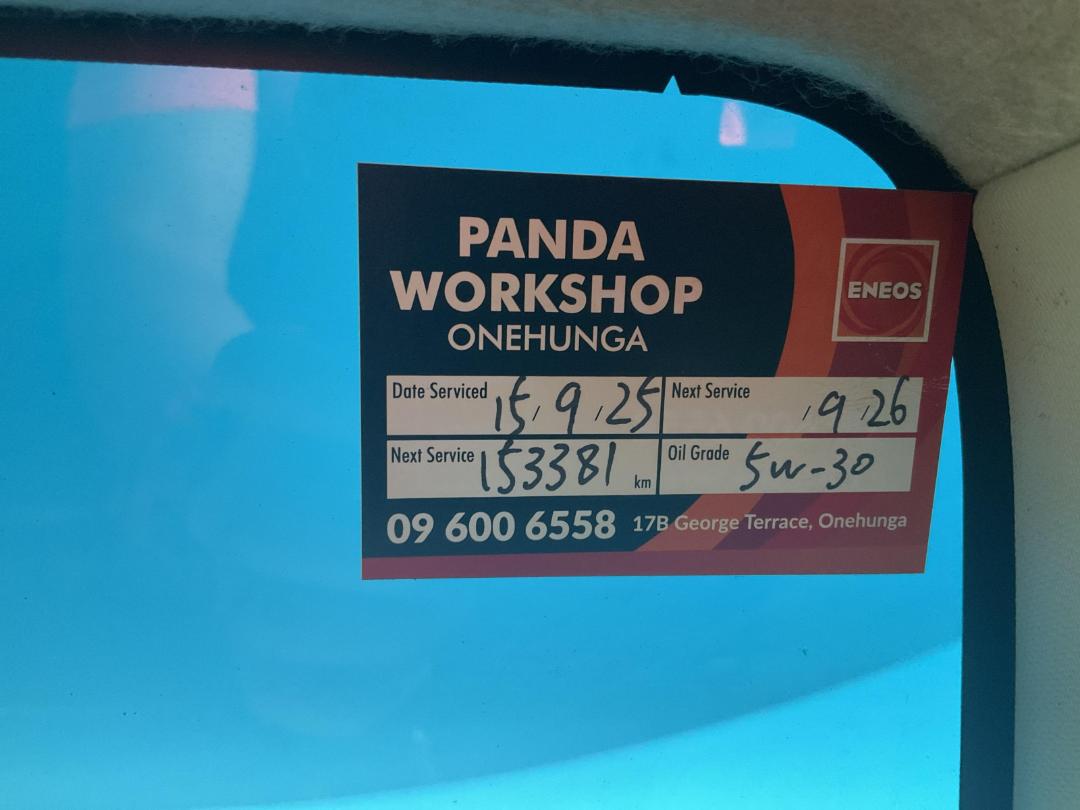 PANDA
WORKSHOP
ONEHUNGA
ENEOS
Date Serviced 15/9/25
Next Service /9/26
Next Service 153381 km
Oil Grade 5w-30
09 600 6558 17B George Terrace, Onehunga